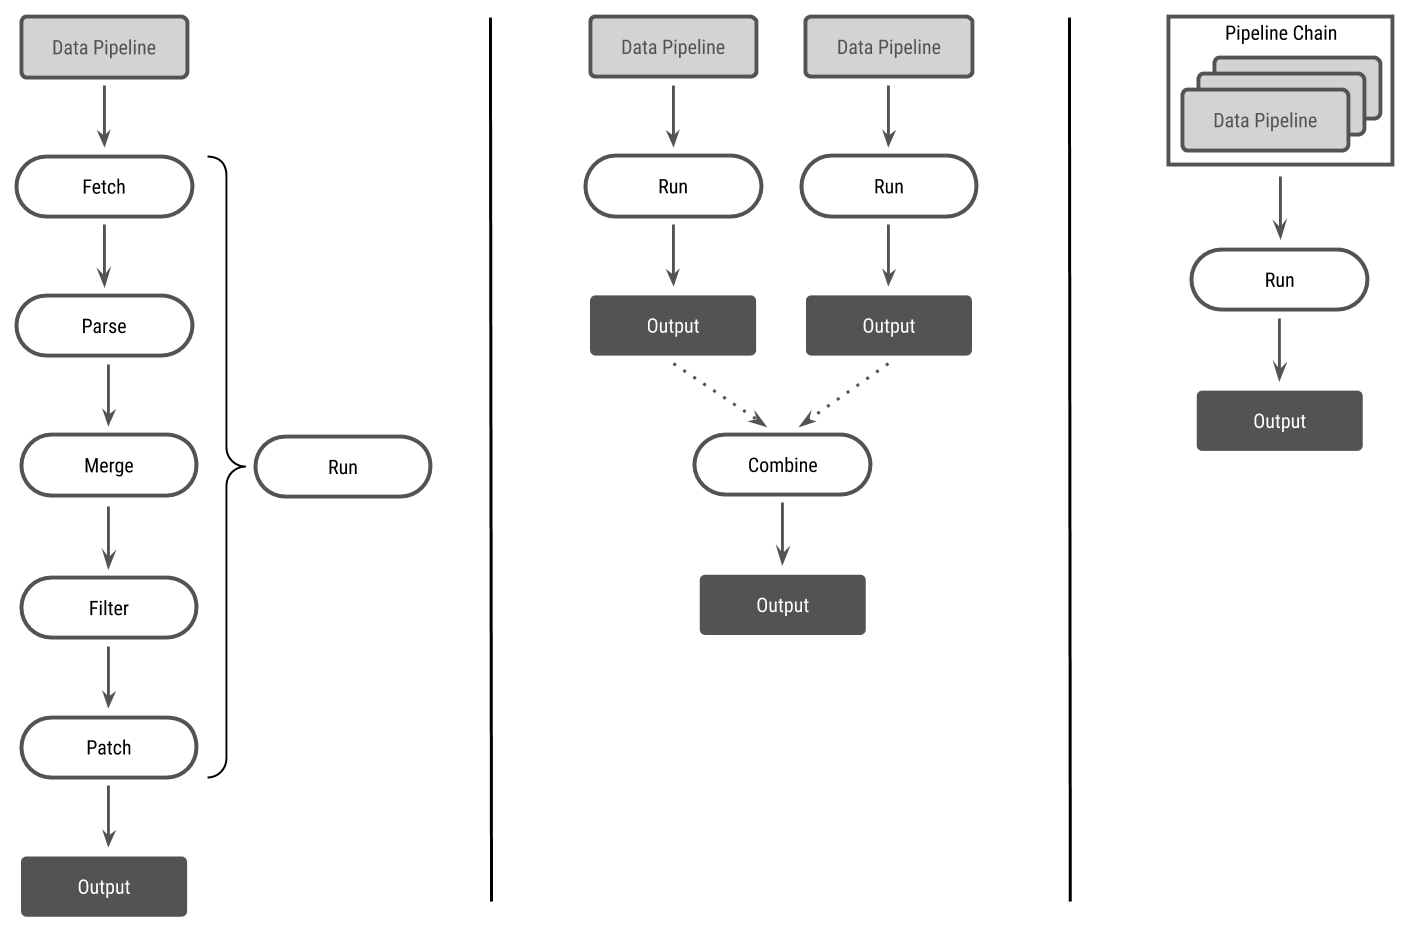 Data Pipeline
Fetch
Parse
Merge
Filter
Patch
Output
Run
Data Pipeline
Data Pipeline
Run
Run
Output
Output
Combine
Output
Pipeline Chain
Data Pipeline
Run
Output